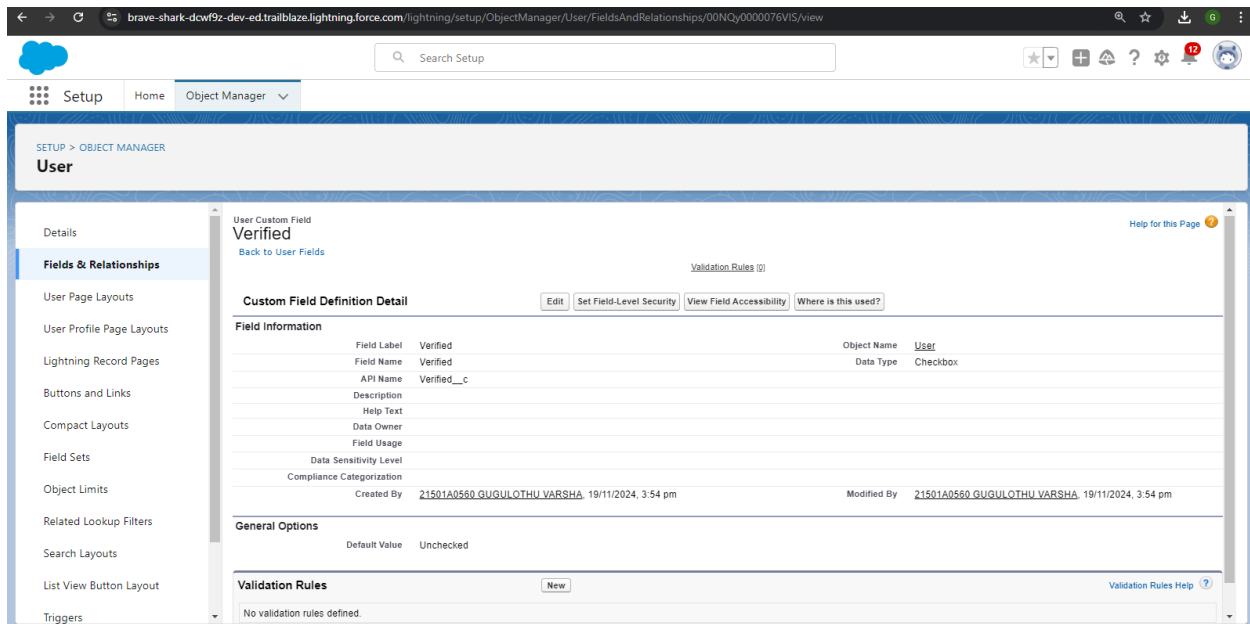 brave-shark-dcwf9z-dev-ed.trailblaze.lightning.force.com/lightning/setup/ObjectManager/User/FieldsAndRelationships/00NQy0000076VIS/view
G
Search Setup
12
Setup Home Object Manager
SETUP > OBJECT MANAGER
User
Details
Fields & Relationships
User Page Layouts
User Profile Page Layouts
Lightning Record Pages
Buttons and Links
Compact Layouts
Field Sets
Object Limits
Related Lookup Filters
Search Layouts
List View Button Layout
Triggers
User Custom Field
Verified
Back to User Fields
Help for this Page ?
Validation Rules [0]
Custom Field Definition Detail Edit Set Field-Level Security View Field Accessibility Where is this used?
Field Information
Field Label Verified Object Name User
Field Name Verified Data Type Checkbox
API Name Verified__c
Description
Help Text
Data Owner
Field Usage
Data Sensitivity Level
Compliance Categorization
Created By 21501A0560 GUGULOTHU VARSHA, 19/11/2024, 3:54 pm Modified By 21501A0560 GUGULOTHU VARSHA, 19/11/2024, 3:54 pm
General Options
Default Value Unchecked
Validation Rules New Validation Rules Help ?
No validation rules defined.